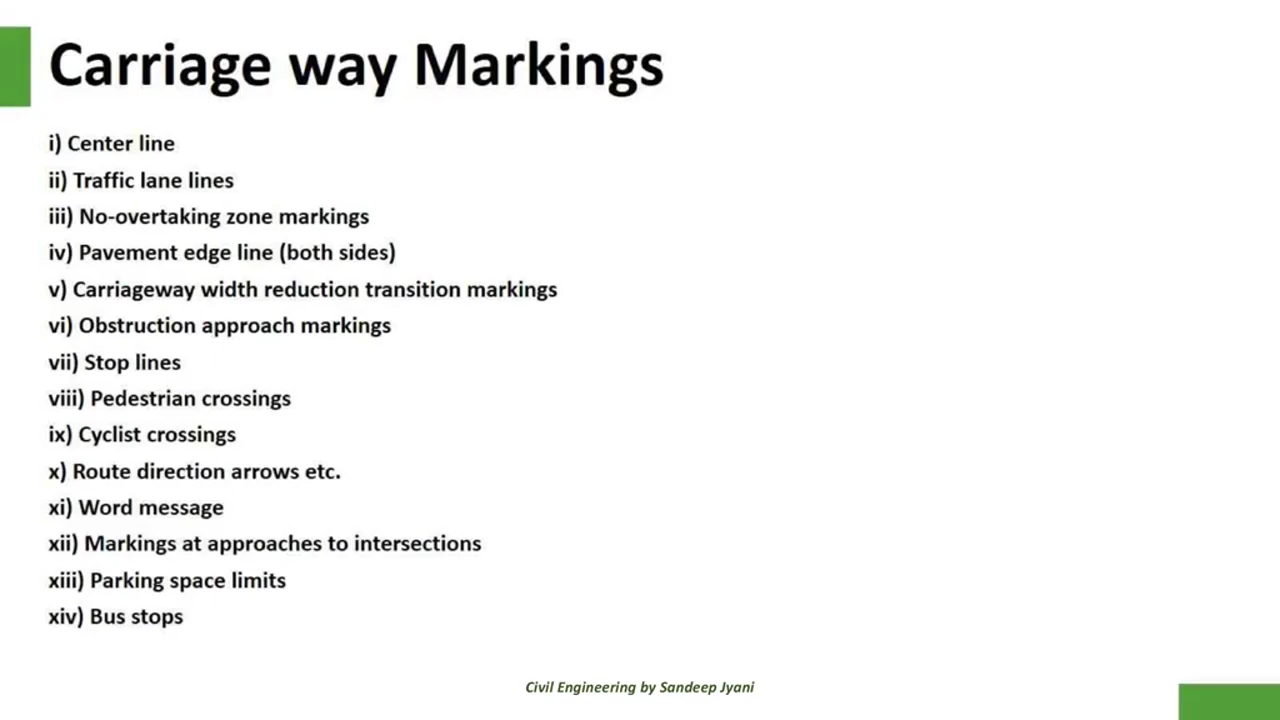 Carriage way Markings
i) Center line
ii) Traffic lane lines
iii) No-overtaking zone markings
iv) Pavement edge line (both sides)
v) Carriageway width reduction transition markings
vi) Obstruction approach markings
vii) Stop lines
viii) Pedestrian crossings
ix) Cyclist crossings
x) Route direction arrows etc.
xi) Word message
xii) Markings at approaches to intersections
xiii) Parking space limits
xiv) Bus stops
Civil Engineering by Sandeep Jyani